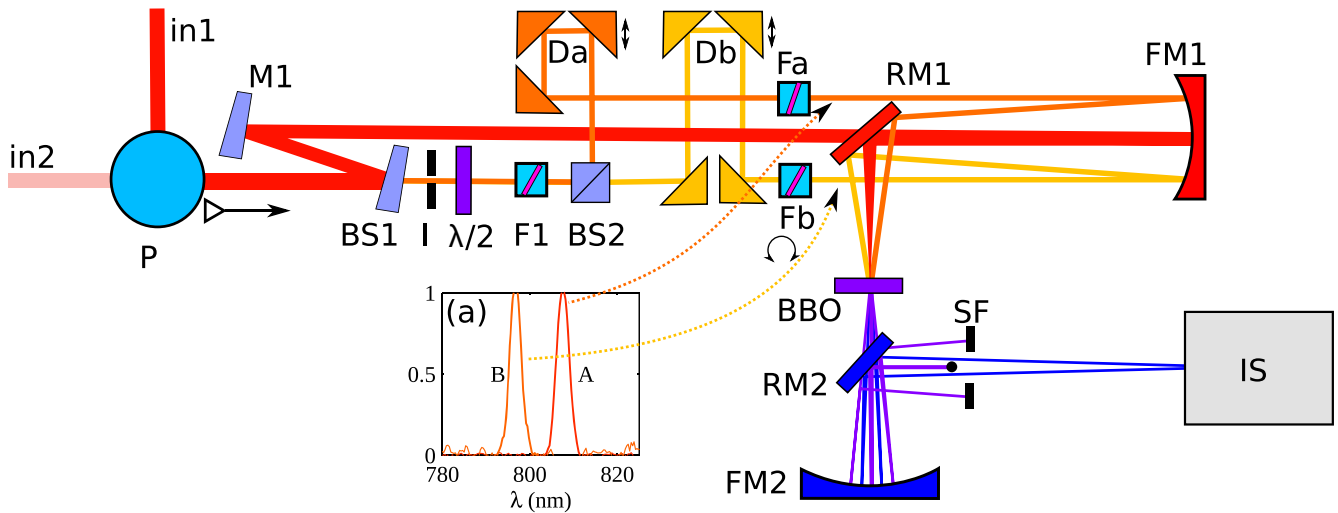 in1
Da
Db
Fa
RM1
FM1
M1
in2
BS1
I
λ/2
F1
BS2
Fb
P
(a)
1
0.5
0
B
A
780
800
820
λ (nm)
BBO
SF
RM2
IS
FM2